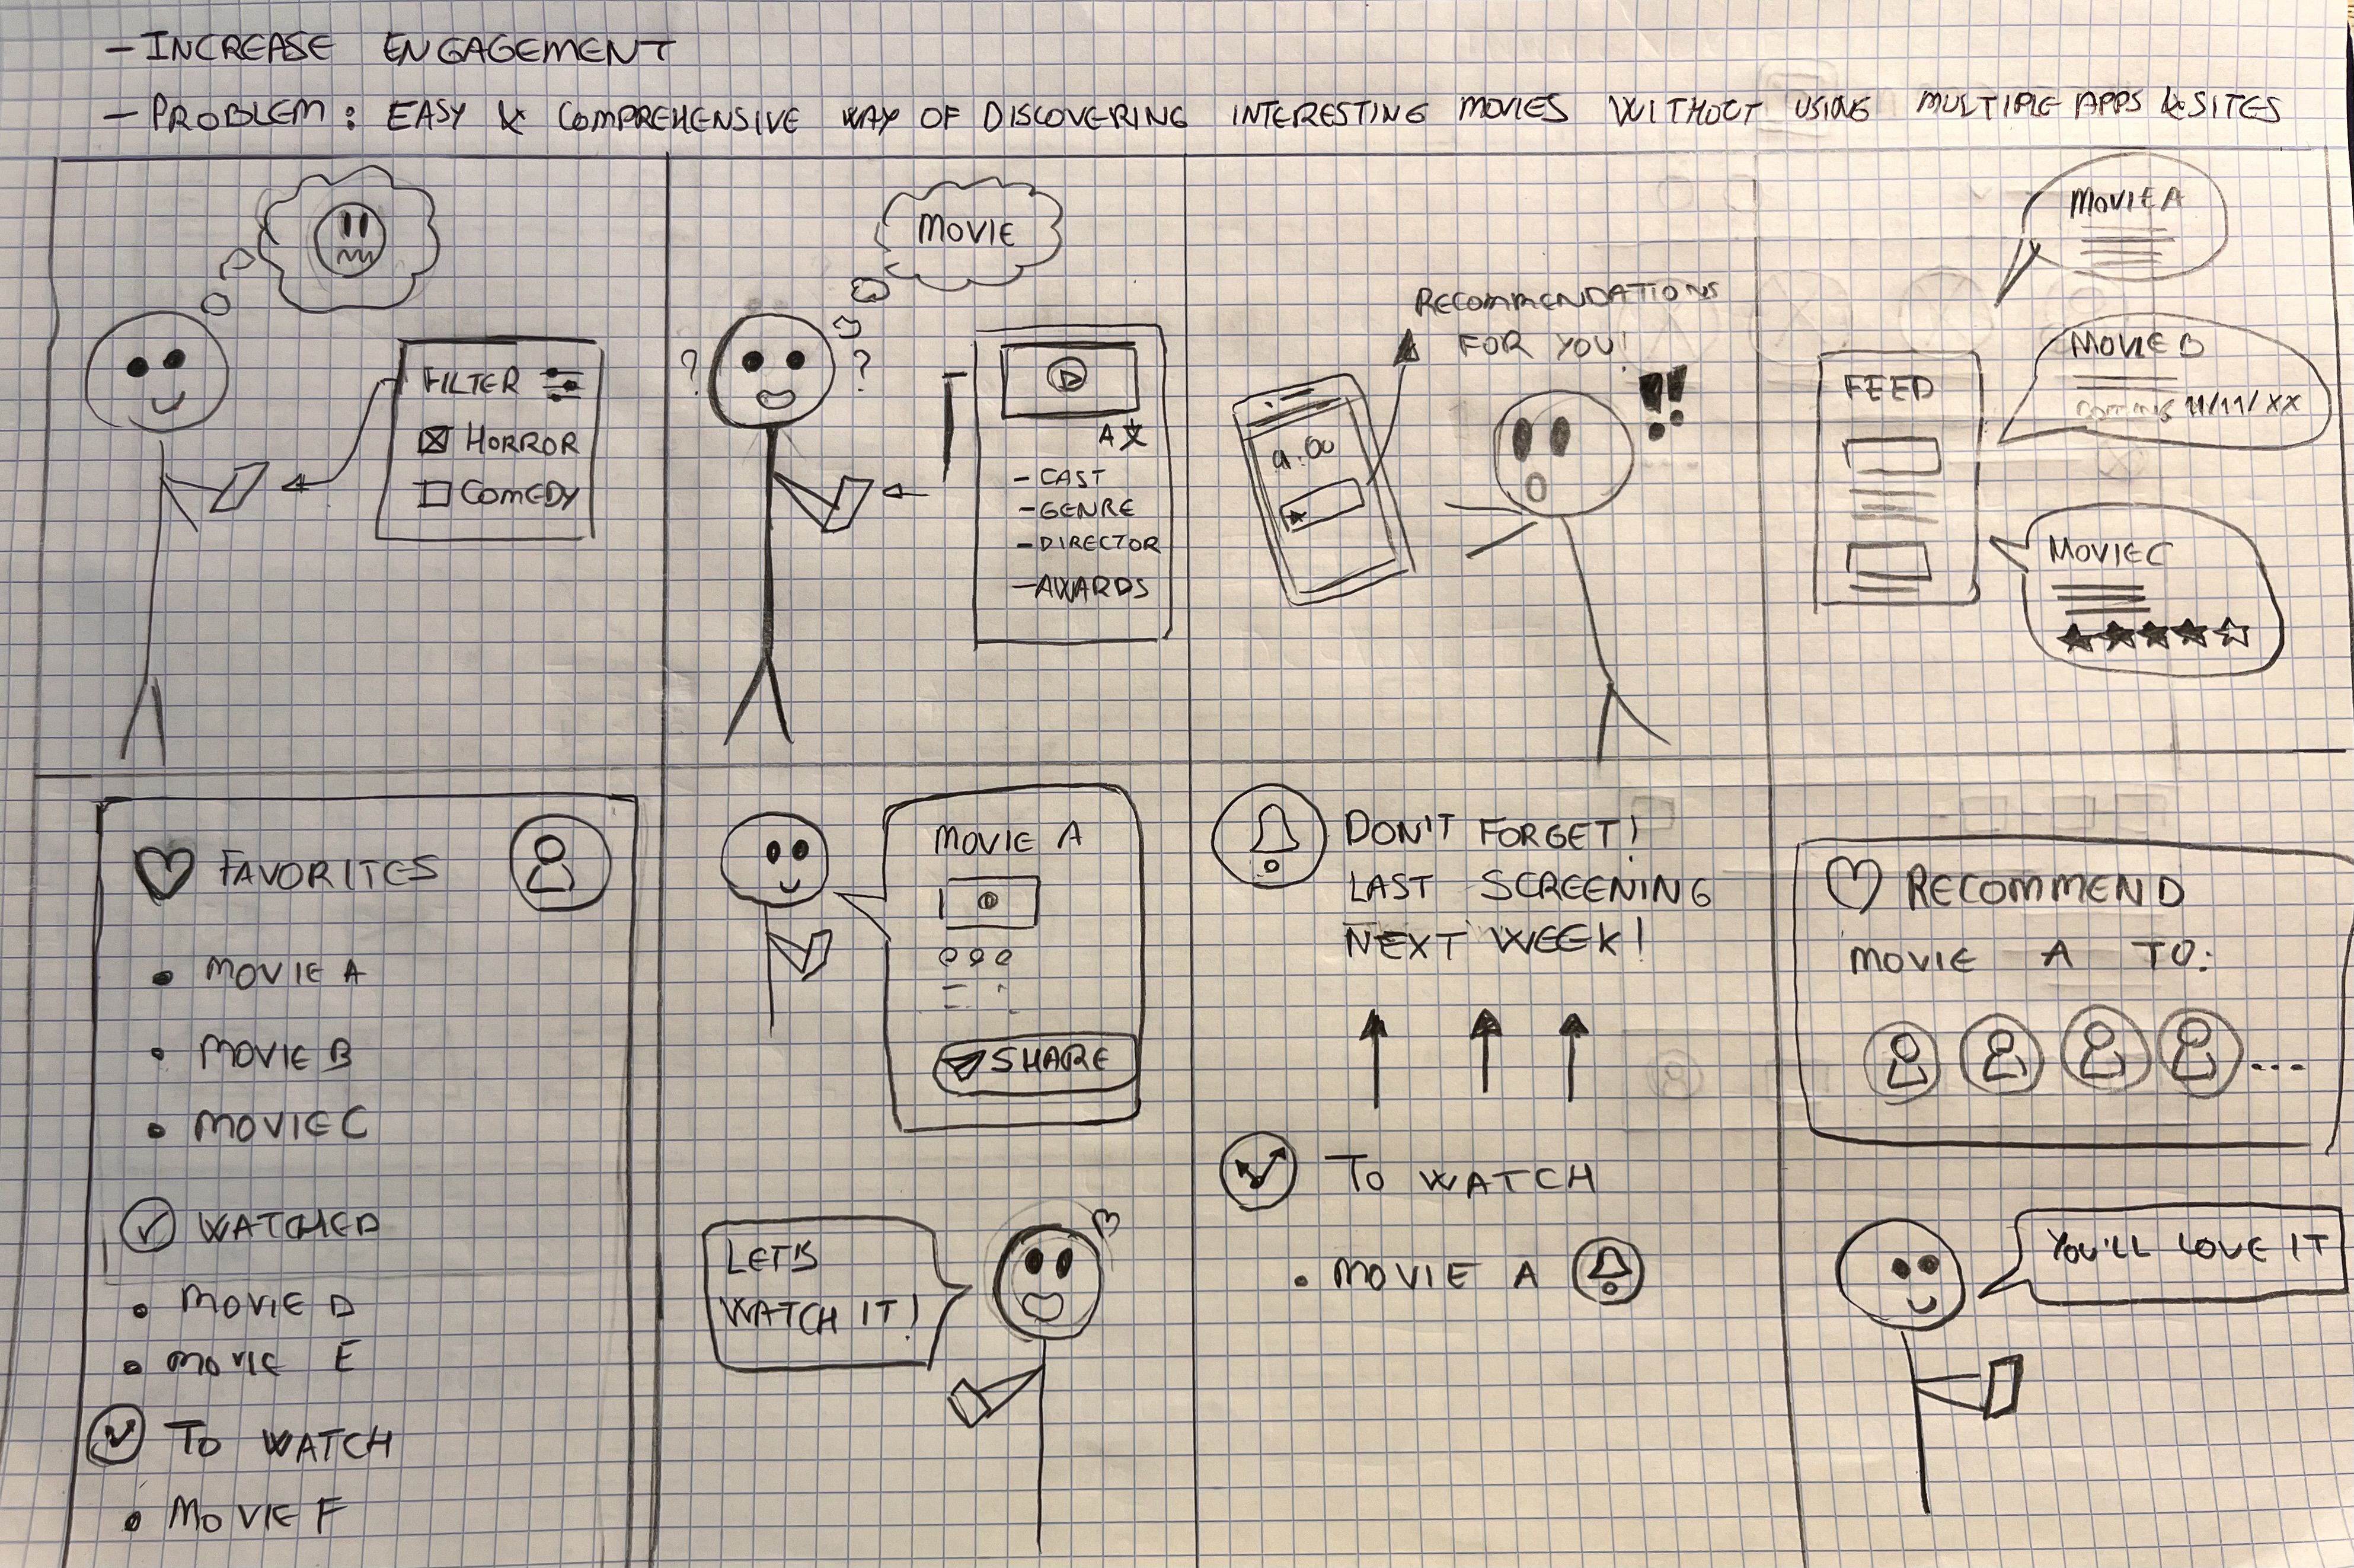 - INCREASE ENGAGEMENT
- PROBLEM: EASY & COMPREHENSIVE WAY OF DISCOVERING INTERESTING MOVIES WITHOUT USING MULTIPLE APPS & SITES
FILTER
HORROR
COMEDY
MOVIE
? ?
A文
- CAST
- GENRE
- DIRECTOR
- AWARDS
RECOMMENDATIONS
FOR YOU!
!!
FEED
MOVIE A
MOVIE B
COMING 11/11/XX
MOVIE C
FAVORITES
• MOVIE A
• MOVIE B
• MOVIE C
WATCHED
• MOVIE D
• MOVIE E
TO WATCH
• MOVIE F
MOVIE A
SHARE
LET'S
WATCH IT!
DON'T FORGET!
LAST SCREENING
NEXT WEEK!
TO WATCH
• MOVIE A
RECOMMEND
MOVIE A TO:
...
YOU'LL LOVE IT